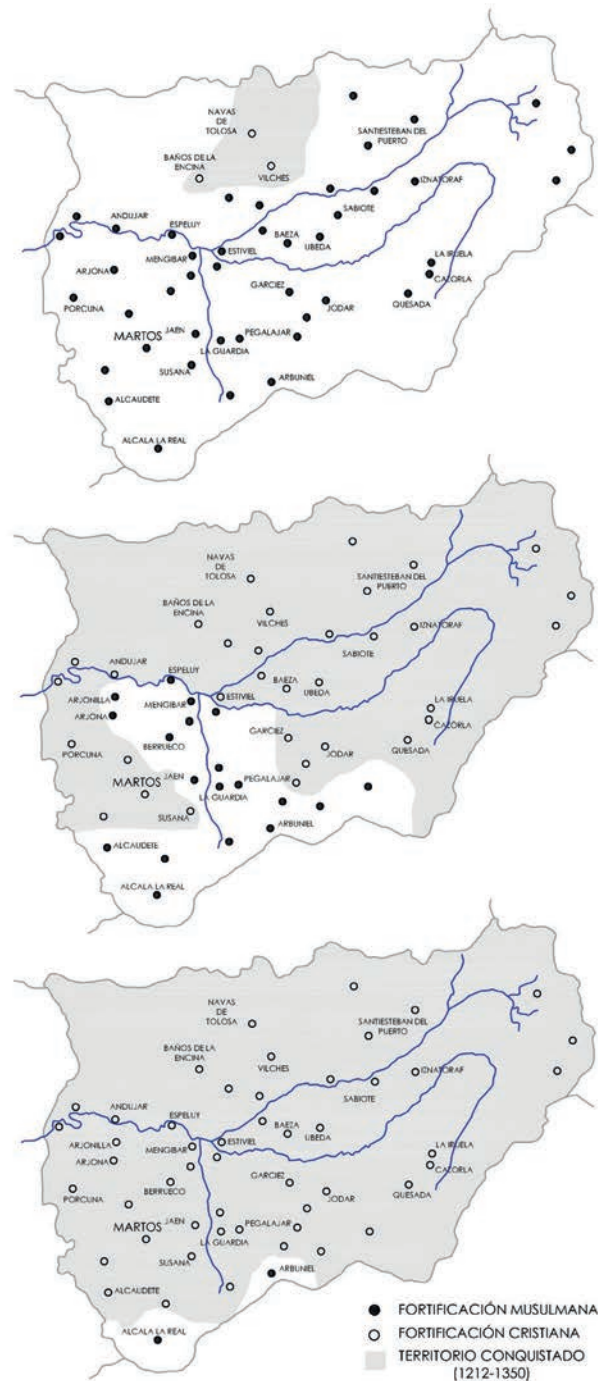 NAVAS
DE
TOLOSA
SANTIESTEBAN DEL
PUERTO
BAÑOS DE LA
ENCINA
VILCHES
IZNATORAF
SABIOTE
ANDUJAR
ESPELUY
BAEZA
UBEDA
ESTIVIEL
MENGIBAR
LA IRUELA
ARJONA
CAZORLA
GARCIEZ
QUESADA
PORCUNA
JODAR
JAEN
PEGALAJAR
MARTOS
LA GUARDIA
SUSANA
ARBUNIEL
ALCAUDETE
ALCALA LA REAL
NAVAS
DE
TOLOSA
SANTIESTEBAN DEL
PUERTO
BAÑOS DE LA
ENCINA
VILCHES
IZNATORAF
SABIOTE
ANDUJAR
ESPELUY
BAEZA
UBEDA
ARJONILLA
ESTIVIEL
MENGIBAR
LA IRUELA
ARJONA
CAZORLA
BERRUECO
GARCIEZ
QUESADA
PORCUNA
JODAR
JAEN
PEGALAJAR
MARTOS
LA GUARDIA
SUSANA
ARBUNIEL
ALCAUDETE
ALCALA LA REAL
NAVAS
DE
TOLOSA
SANTIESTEBAN DEL
PUERTO
BAÑOS DE LA
ENCINA
VILCHES
IZNATORAF
SABIOTE
ANDUJAR
ESPELUY
BAEZA
UBEDA
ARJONILLA
ESTIVIEL
MENGIBAR
LA IRUELA
ARJONA
CAZORLA
GARCIEZ
BERRUECO
QUESADA
PORCUNA
JODAR
JAEN
PEGALAJAR
MARTOS
LA GUARDIA
SUSANA
ARBUNIEL
ALCAUDETE
ALCALA LA REAL
FORTIFICACIÓN MUSULMANA
FORTIFICACIÓN CRISTIANA
TERRITORIO CONQUISTADO
(1212-1350)